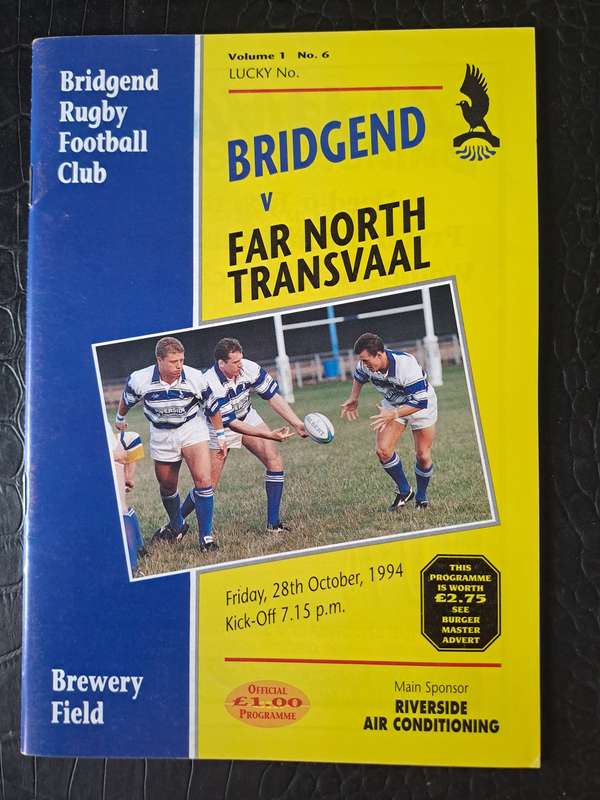 Bridgend
Rugby
Football
Club
Volume 1 No. 6
LUCKY No.
BRIDGEND
v
FAR NORTH
TRANSVAAL
RIVERSIDE
GILBERT
Friday, 28th October, 1994
Kick-Off 7.15 p.m.
THIS
PROGRAMME
IS WORTH
£2.75
SEE
BURGER
MASTER
ADVERT
Brewery
Field
OFFICIAL
£1.00
PROGRAMME
Main Sponsor
RIVERSIDE
AIR CONDITIONING